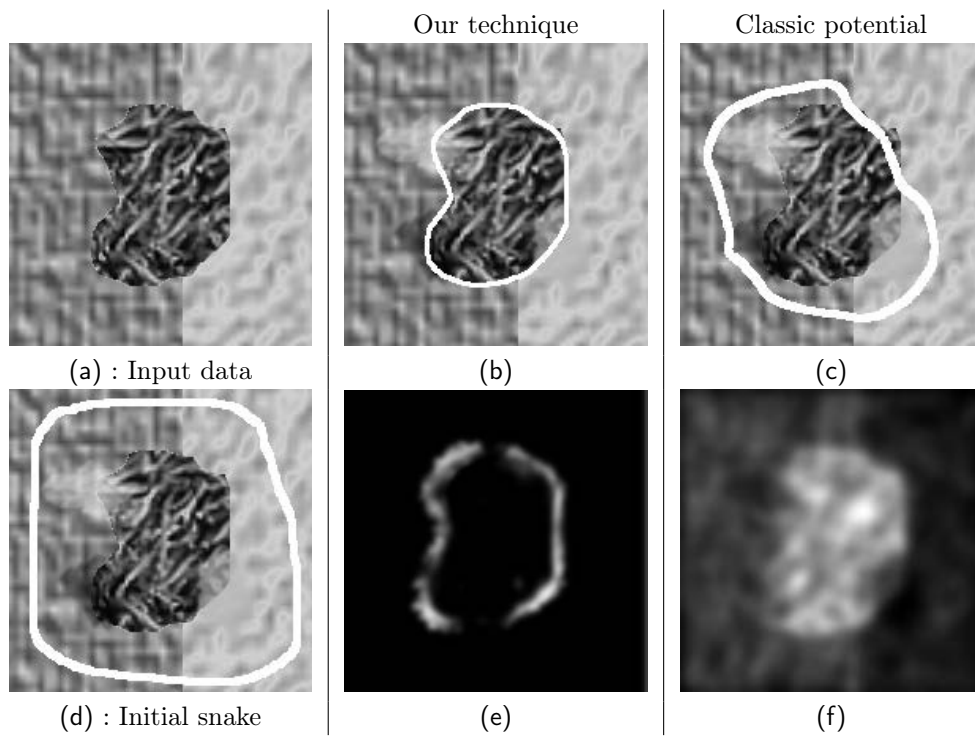 Our technique
Classic potential
(a) : Input data
(b)
(c)
(d) : Initial snake
(e)
(f)